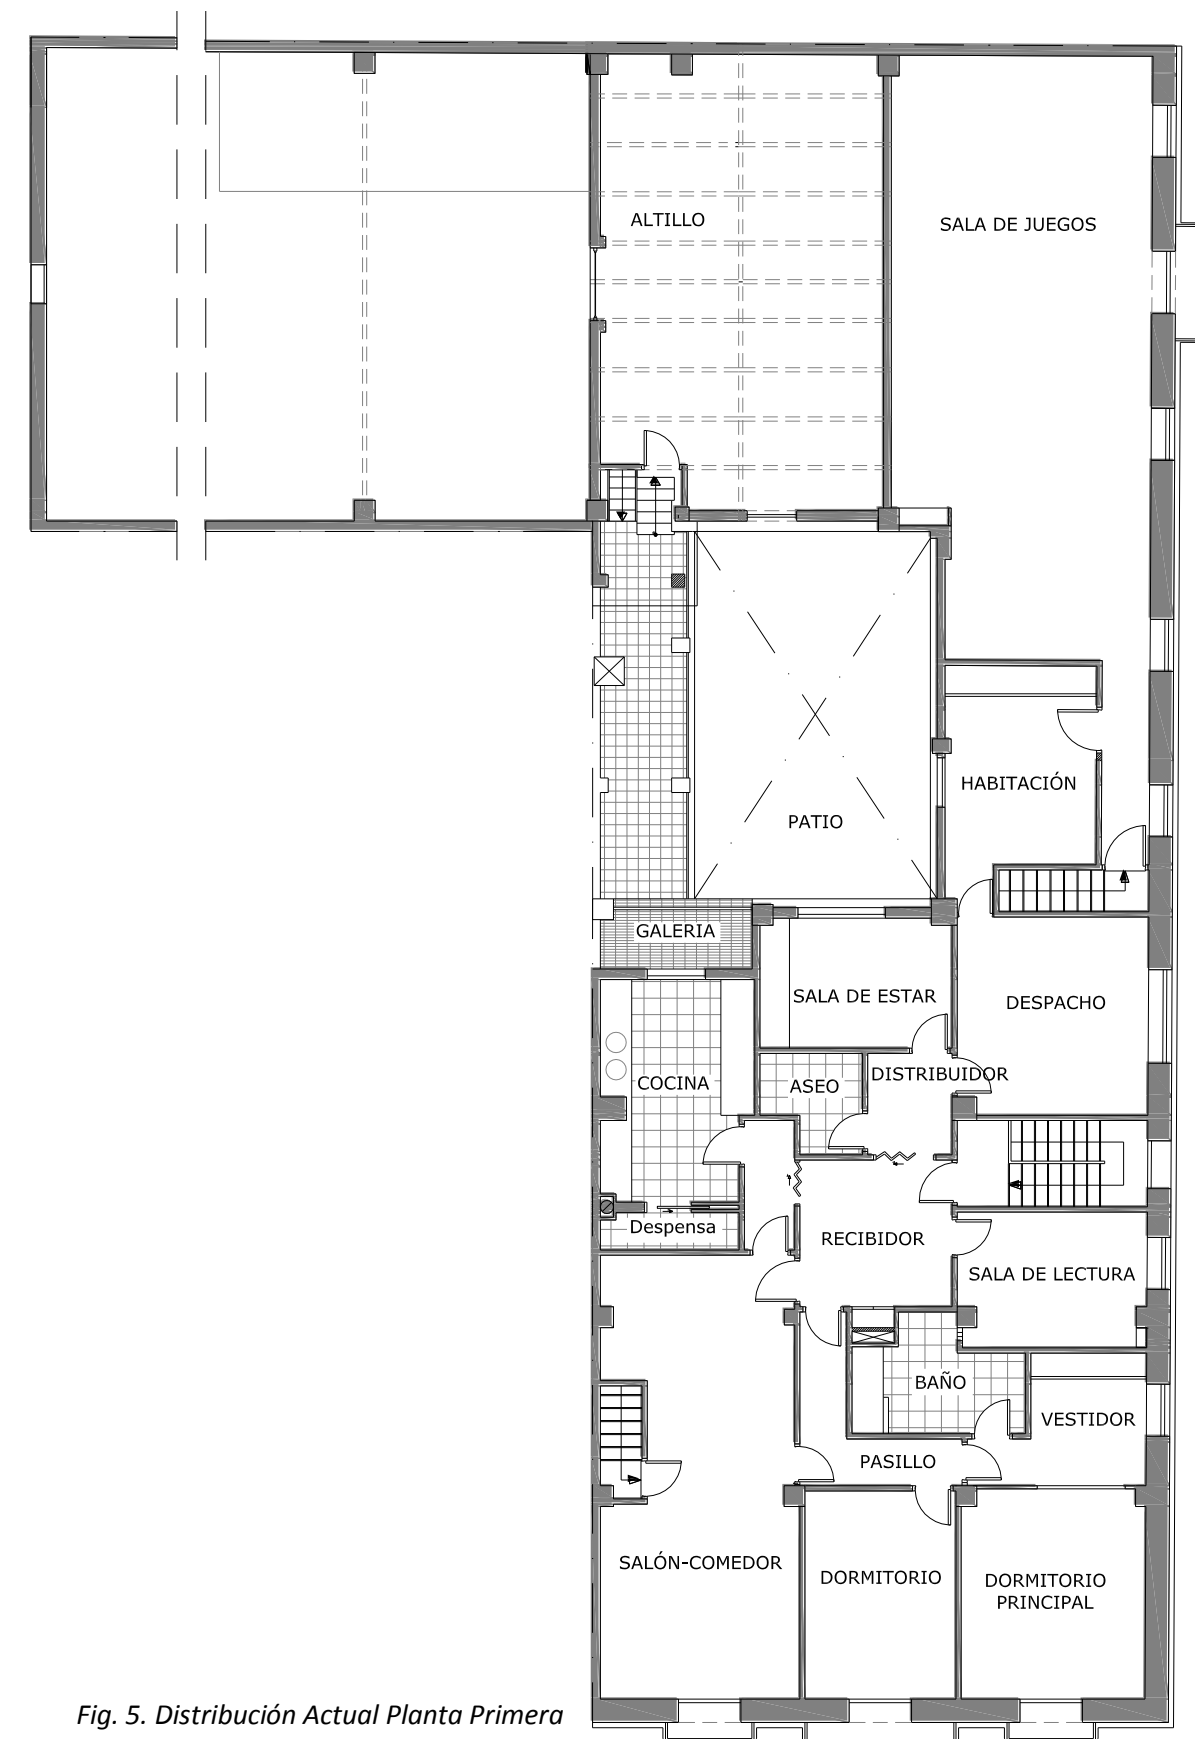 ALTILLO
SALA DE JUEGOS
HABITACIÓN
PATIO
GALERIA
SALA DE ESTAR
DESPACHO
COCINA
ASEO
DISTRIBUIDOR
Despensa
RECIBIDOR
SALA DE LECTURA
BAÑO
VESTIDOR
PASILLO
SALÓN-COMEDOR
DORMITORIO
DORMITORIO
PRINCIPAL
Fig. 5. Distribución Actual Planta Primera